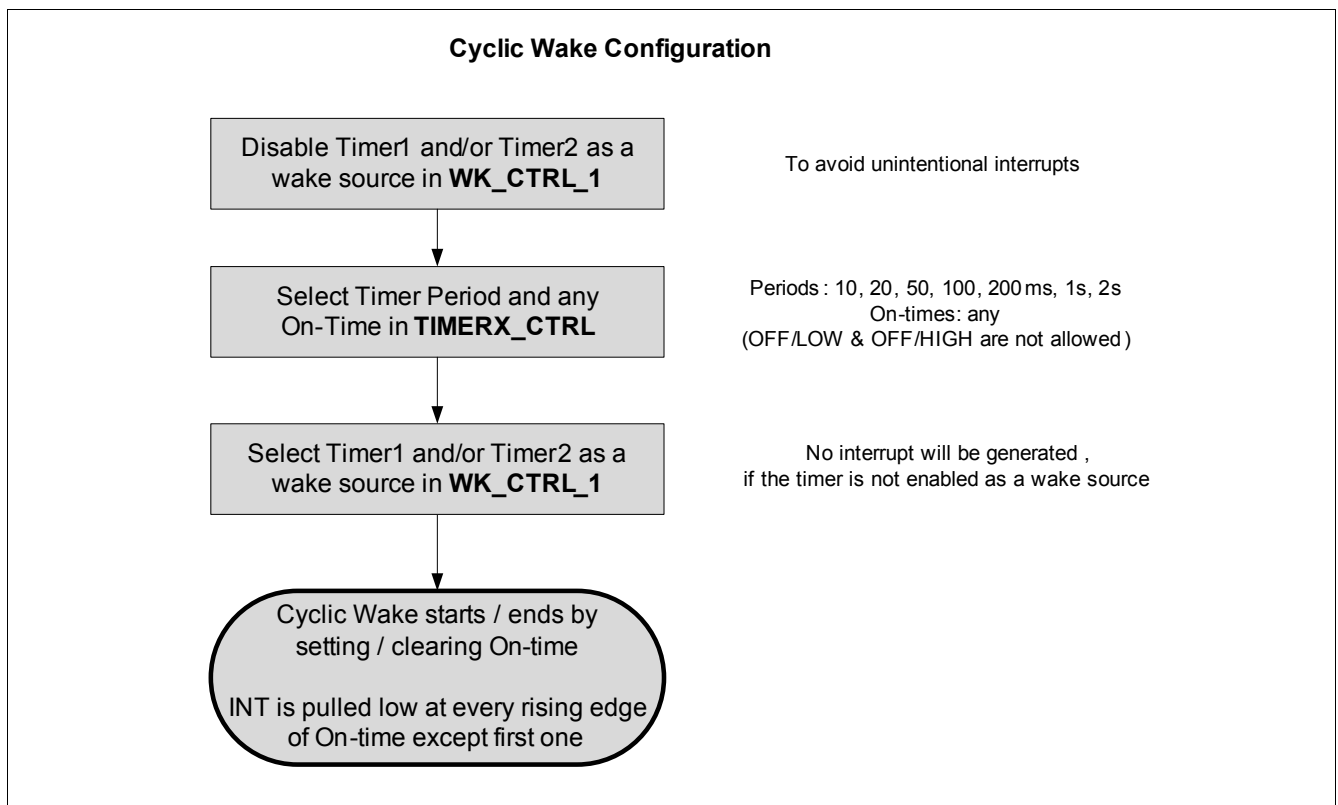 Cyclic Wake Configuration
Disable Timer1 and/or Timer2 as a
wake source in WK_CTRL_1
To avoid unintentional interrupts
Select Timer Period and any
On-Time in TIMERX_CTRL
Periods : 10, 20, 50, 100, 200 ms, 1s, 2s
On-times: any
(OFF/LOW & OFF/HIGH are not allowed )
Select Timer1 and/or Timer2 as a
wake source in WK_CTRL_1
No interrupt will be generated ,
if the timer is not enabled as a wake source
Cyclic Wake starts / ends by
setting / clearing On-time
INT is pulled low at every rising edge
of On-time except first one